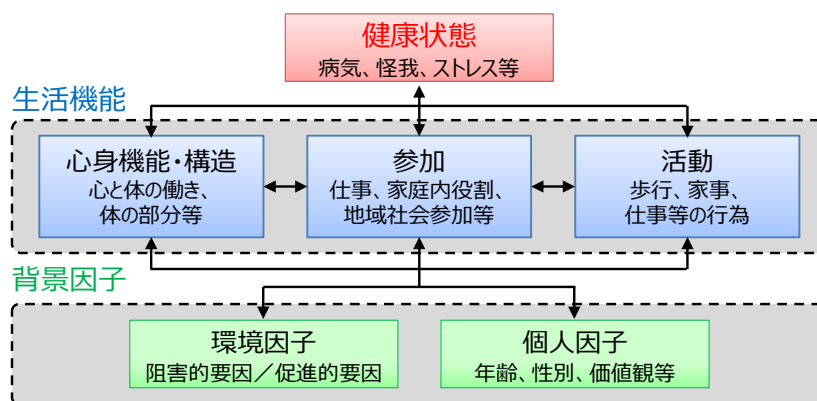 健康状態
病気、怪我、ストレス等
生活機能
心身機能・構造
心と体の働き、
体の部分等
参加
仕事、家庭内役割、
地域社会参加等
活動
歩行、家事、
仕事等の行為
背景因子
環境因子
阻害的要因／促進的要因
個人因子
年齢、性別、価値観等